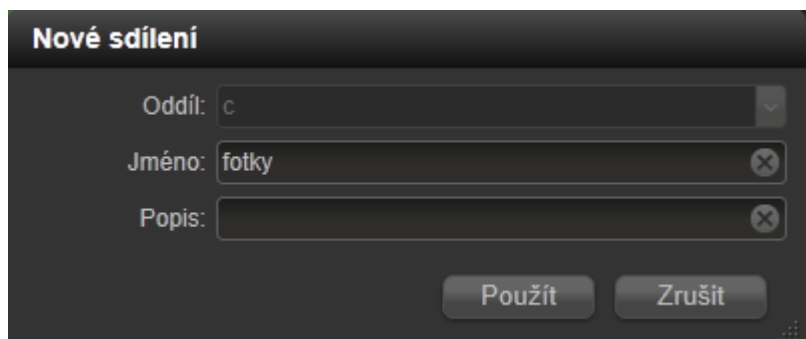 Nové sdílení
Oddíl: c
Jméno: fotky
Popis:
Použít Zrušit